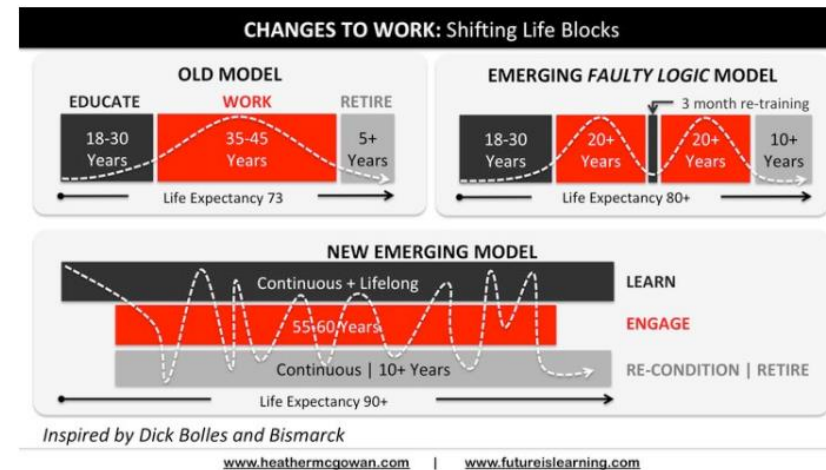 CHANGES TO WORK: Shifting Life Blocks
OLD MODEL
EDUCATE WORK RETIRE
18-30 Years
35-45 Years
5+ Years
Life Expectancy 73
EMERGING FAULTY LOGIC MODEL
3 month re-training
18-30 Years
20+ Years
20+ Years
10+ Years
Life Expectancy 80+
NEW EMERGING MODEL
Continuous + Lifelong
LEARN
55-60 Years
ENGAGE
Continuous | 10+ Years
RE-CONDITION | RETIRE
Life Expectancy 90+
Inspired by Dick Bolles and Bismarck
www.heathermcgowan.com | www.futureislearning.com